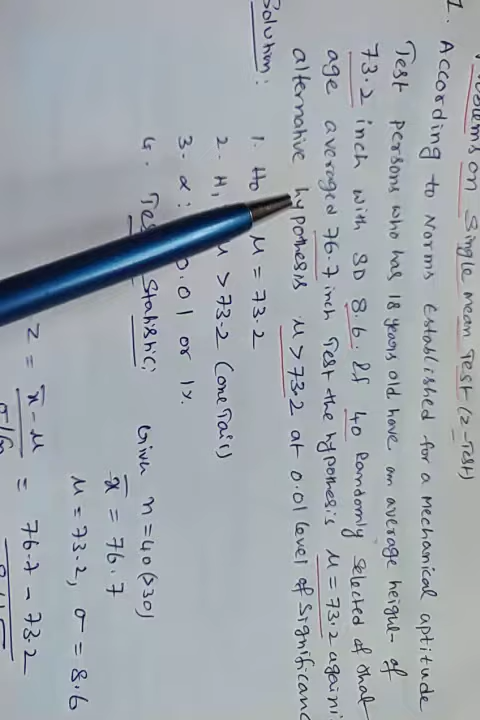 Problems on Single mean Test (Z-Test)
1. According to Norms Established for a mechanical aptitude
Test persons who has 18 years old have an average height of
73.2 inch with SD 8.6. If 40 Randomly selected of that
age averaged 76.7 inch Test the hypothesis μ = 73.2 again
alternative hypothesis μ > 73.2 at 0.01 level of significanc
Solution:
1. H0 μ = 73.2
2. H1 μ > 73.2 (one Tail)
3. α: 0.01 or 1%
4. Test Statistic: Given n = 40 (>30)
x̄ = 76.7
μ = 73.2, σ = 8.6
Z = x̄ - μ / σ/√n = 76.7 - 73.2